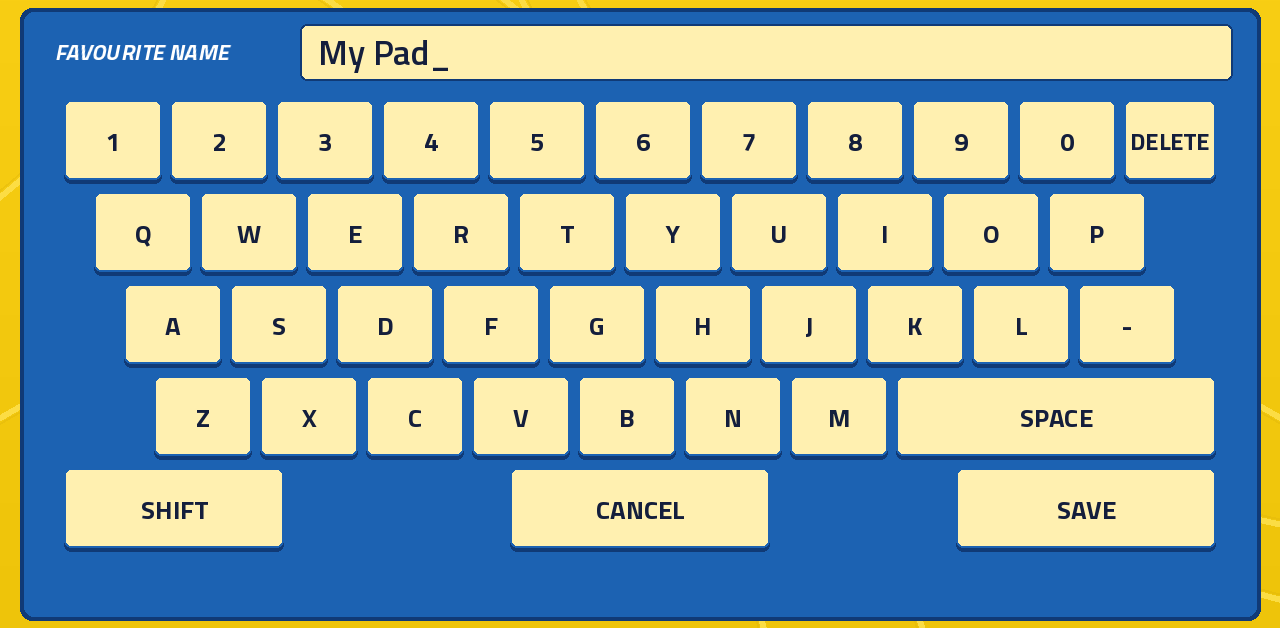 FAVOURITE NAME My Pad_
1 2 3 4 5 6 7 8 9 0 DELETE
Q W E R T Y U I O P
A S D F G H J K L -
Z X C V B N M SPACE
SHIFT CANCEL SAVE